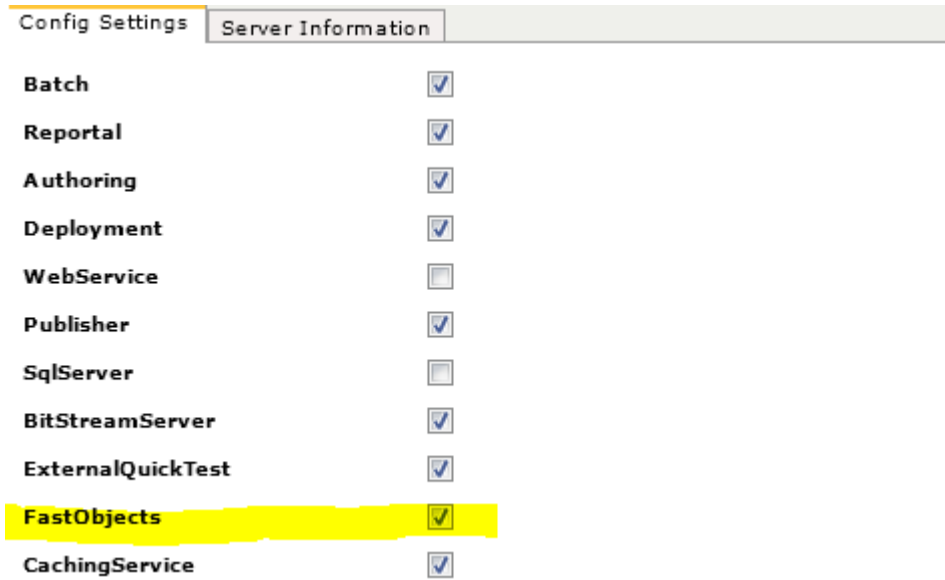 Config Settings Server Information
Batch
Reportal
Authoring
Deployment
WebService
Publisher
SqlServer
BitStreamServer
ExternalQuickTest
FastObjects
CachingService